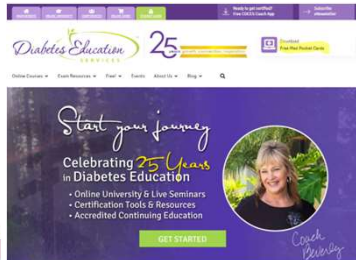 Ready to get certified?
Free CDCES Coach App
Subscribe
Diabetes Education
SERVICES
25
Download
Free Med Pocket Cards
Online Courses
Exam Resources
Free!
Events
About Us
Blog
Start your journey
Celebrating 25 Years
in Diabetes Education
• Online University & Live Seminars
• Certification Tools & Resources
• Accredited Continuing Education
GET STARTED
Coach
Beverly